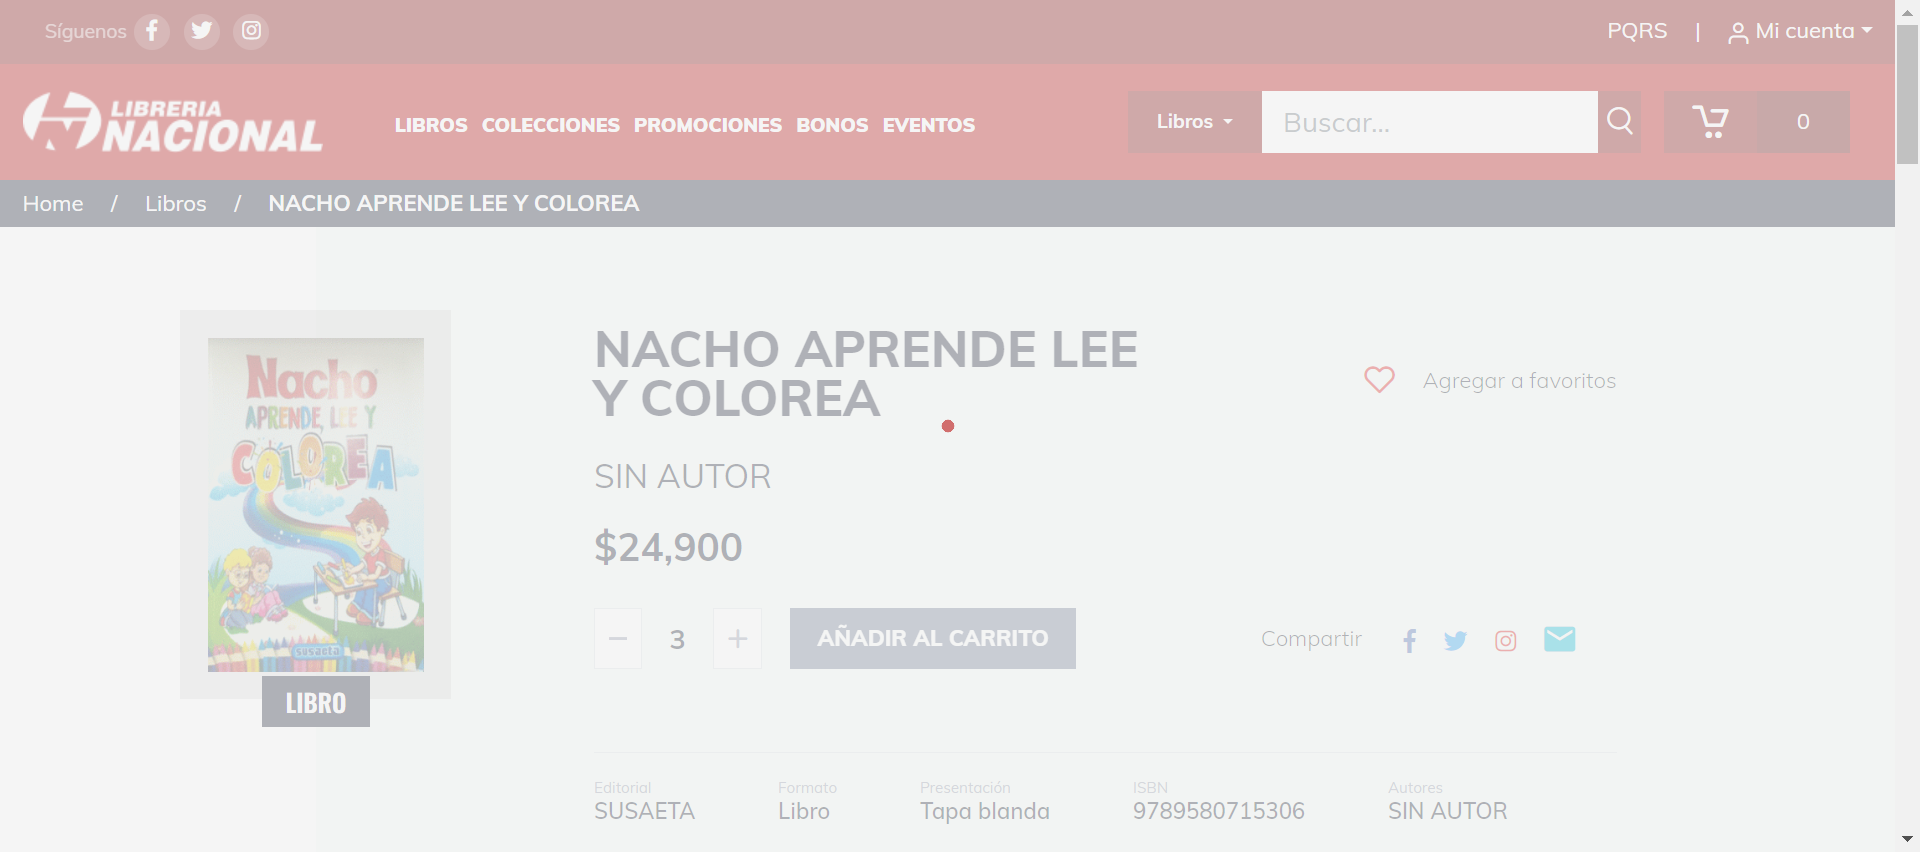 Síguenos
PQRS | Mi cuenta
LIBRERIA
NACIONAL
LIBROS COLECCIONES PROMOCIONES BONOS EVENTOS
Libros
Buscar...
0
Home / Libros / NACHO APRENDE LEE Y COLOREA
Nacho
APRENDE, LEE Y
COLOREA
susaeta
LIBRO
NACHO APRENDE LEE
Y COLOREA
Agregar a favoritos
SIN AUTOR
$24,900
− 3 +
AÑADIR AL CARRITO
Compartir
Editorial
SUSAETA
Formato
Libro
Presentación
Tapa blanda
ISBN
9789580715306
Autores
SIN AUTOR